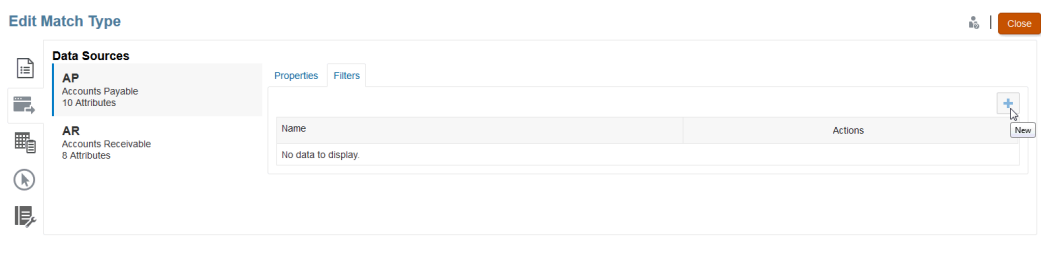 Edit Match Type
Close
Data Sources
AP
Accounts Payable
10 Attributes
AR
Accounts Receivable
8 Attributes
Properties Filters
Name Actions
New
No data to display.